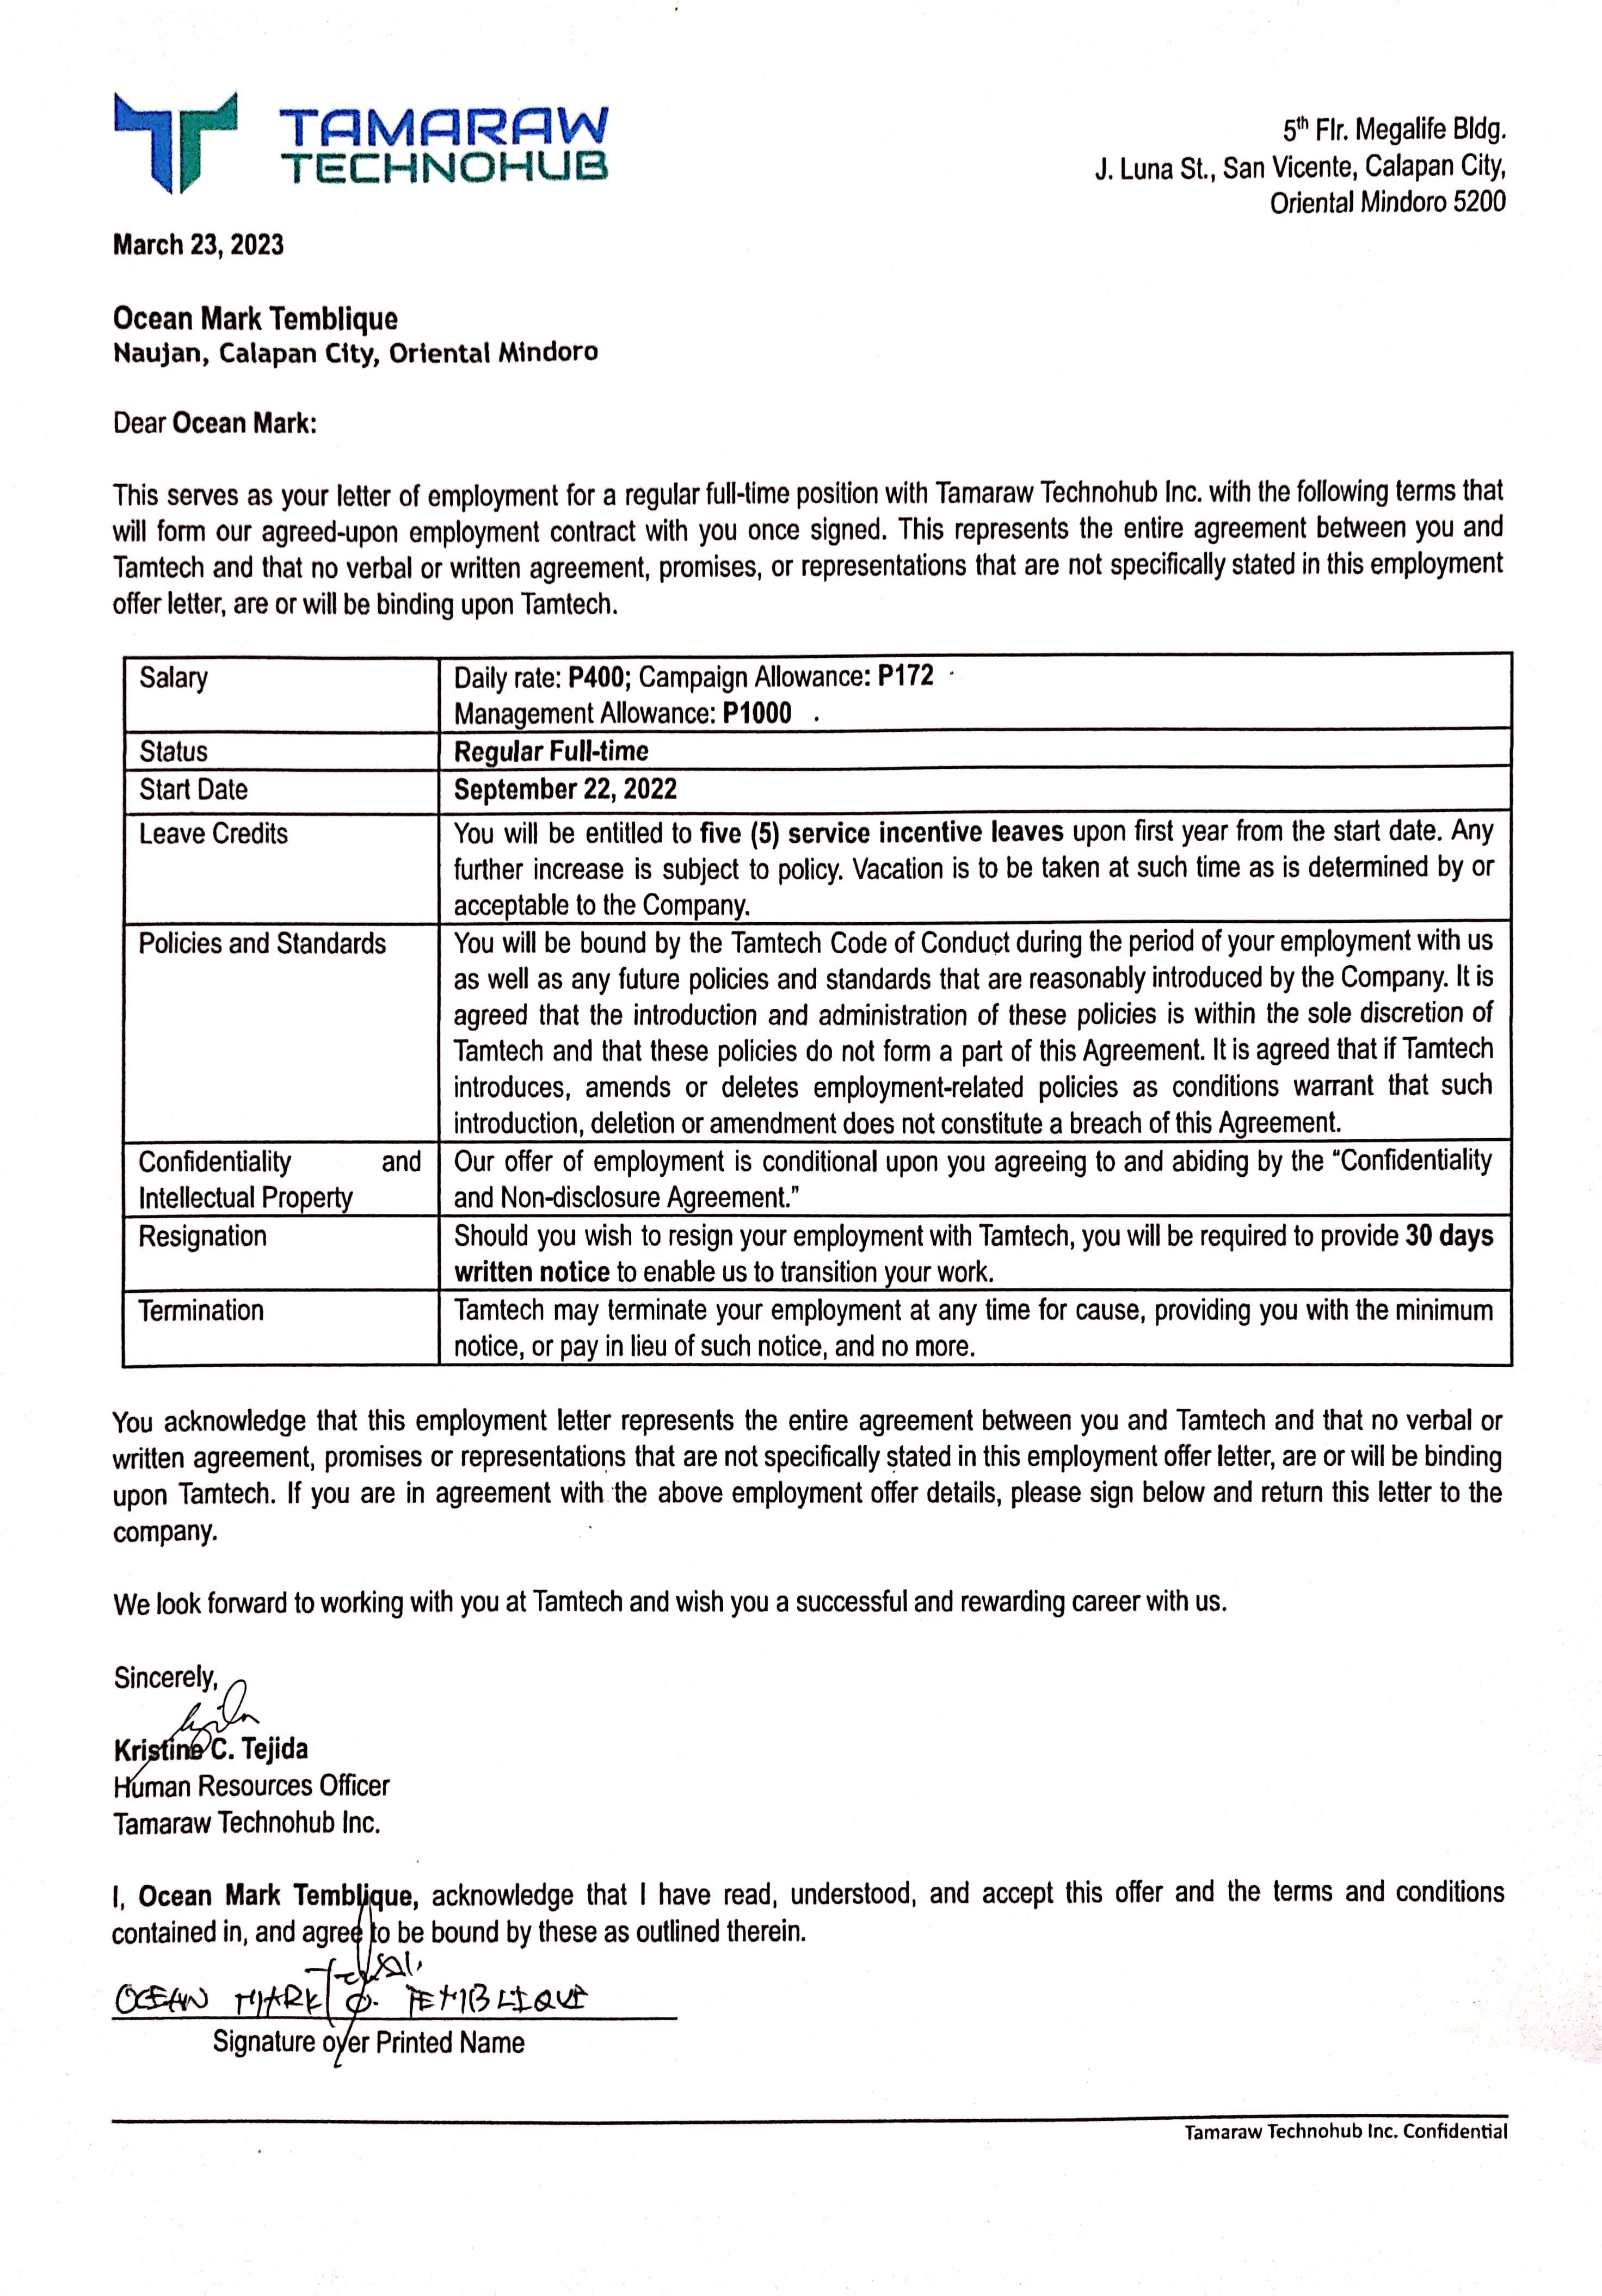 TAMARAW
TECHNOHUB
5th Flr. Megalife Bldg.
J. Luna St., San Vicente, Calapan City,
Oriental Mindoro 5200
March 23, 2023
Ocean Mark Temblique
Naujan, Calapan City, Oriental Mindoro
Dear Ocean Mark:
This serves as your letter of employment for a regular full-time position with Tamaraw Technohub Inc. with the following terms that
will form our agreed-upon employment contract with you once signed. This represents the entire agreement between you and
Tamtech and that no verbal or written agreement, promises, or representations that are not specifically stated in this employment
offer letter, are or will be binding upon Tamtech.
Salary
Daily rate: P400; Campaign Allowance: P172
Management Allowance: P1000
Status
Regular Full-time
Start Date
September 22, 2022
Leave Credits
You will be entitled to five (5) service incentive leaves upon first year from the start date. Any
further increase is subject to policy. Vacation is to be taken at such time as is determined by or
acceptable to the Company.
Policies and Standards
You will be bound by the Tamtech Code of Conduct during the period of your employment with us
as well as any future policies and standards that are reasonably introduced by the Company. It is
agreed that the introduction and administration of these policies is within the sole discretion of
Tamtech and that these policies do not form a part of this Agreement. It is agreed that if Tamtech
introduces, amends or deletes employment-related policies as conditions warrant that such
introduction, deletion or amendment does not constitute a breach of this Agreement.
Confidentiality and
Intellectual Property
Our offer of employment is conditional upon you agreeing to and abiding by the “Confidentiality
and Non-disclosure Agreement.”
Resignation
Should you wish to resign your employment with Tamtech, you will be required to provide 30 days
written notice to enable us to transition your work.
Termination
Tamtech may terminate your employment at any time for cause, providing you with the minimum
notice, or pay in lieu of such notice, and no more.
You acknowledge that this employment letter represents the entire agreement between you and Tamtech and that no verbal or
written agreement, promises or representations that are not specifically stated in this employment offer letter, are or will be binding
upon Tamtech. If you are in agreement with the above employment offer details, please sign below and return this letter to the
company.
We look forward to working with you at Tamtech and wish you a successful and rewarding career with us.
Sincerely,
Kristine C. Tejida
Human Resources Officer
Tamaraw Technohub Inc.
I, Ocean Mark Temblique, acknowledge that I have read, understood, and accept this offer and the terms and conditions
contained in, and agree to be bound by these as outlined therein.
OCEAN MARK O. TEMBLIQUE
Signature over Printed Name
Tamaraw Technohub Inc. Confidential